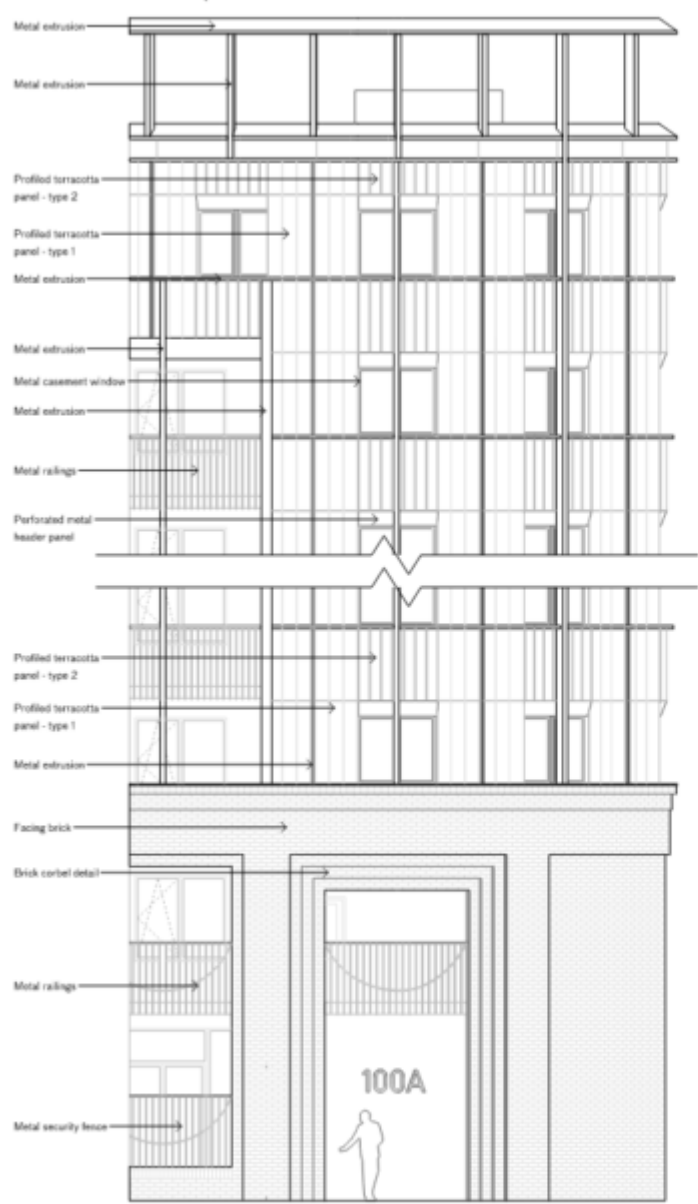 Metal extrusion
Metal extrusion
Profiled terracotta
panel - type 2
Profiled terracotta
panel - type 1
Metal extrusion
Metal extrusion
Metal casement window
Metal extrusion
Metal railings
Perforated metal
header panel
Profiled terracotta
panel - type 2
Profiled terracotta
panel - type 1
Metal extrusion
Facing brick
Brick corbel detail
Metal railings
100A
Metal security fence